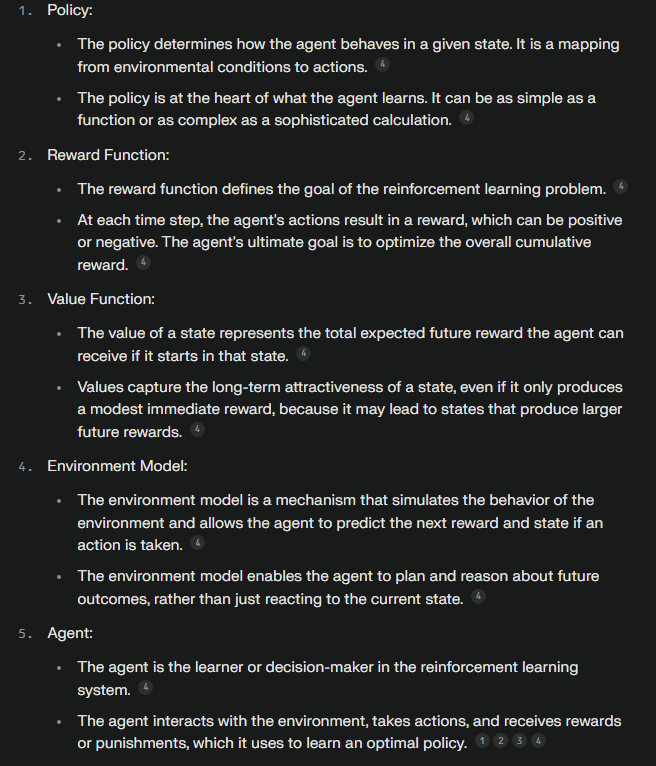 1. Policy:
• The policy determines how the agent behaves in a given state. It is a mapping
from environmental conditions to actions. 4
• The policy is at the heart of what the agent learns. It can be as simple as a
function or as complex as a sophisticated calculation. 4
2. Reward Function:
• The reward function defines the goal of the reinforcement learning problem. 4
• At each time step, the agent's actions result in a reward, which can be positive
or negative. The agent's ultimate goal is to optimize the overall cumulative
reward. 4
3. Value Function:
• The value of a state represents the total expected future reward the agent can
receive if it starts in that state. 4
• Values capture the long-term attractiveness of a state, even if it only produces
a modest immediate reward, because it may lead to states that produce larger
future rewards. 4
4. Environment Model:
• The environment model is a mechanism that simulates the behavior of the
environment and allows the agent to predict the next reward and state if an
action is taken. 4
• The environment model enables the agent to plan and reason about future
outcomes, rather than just reacting to the current state. 4
5. Agent:
• The agent is the learner or decision-maker in the reinforcement learning
system. 4
• The agent interacts with the environment, takes actions, and receives rewards
or punishments, which it uses to learn an optimal policy. 1 2 3 4